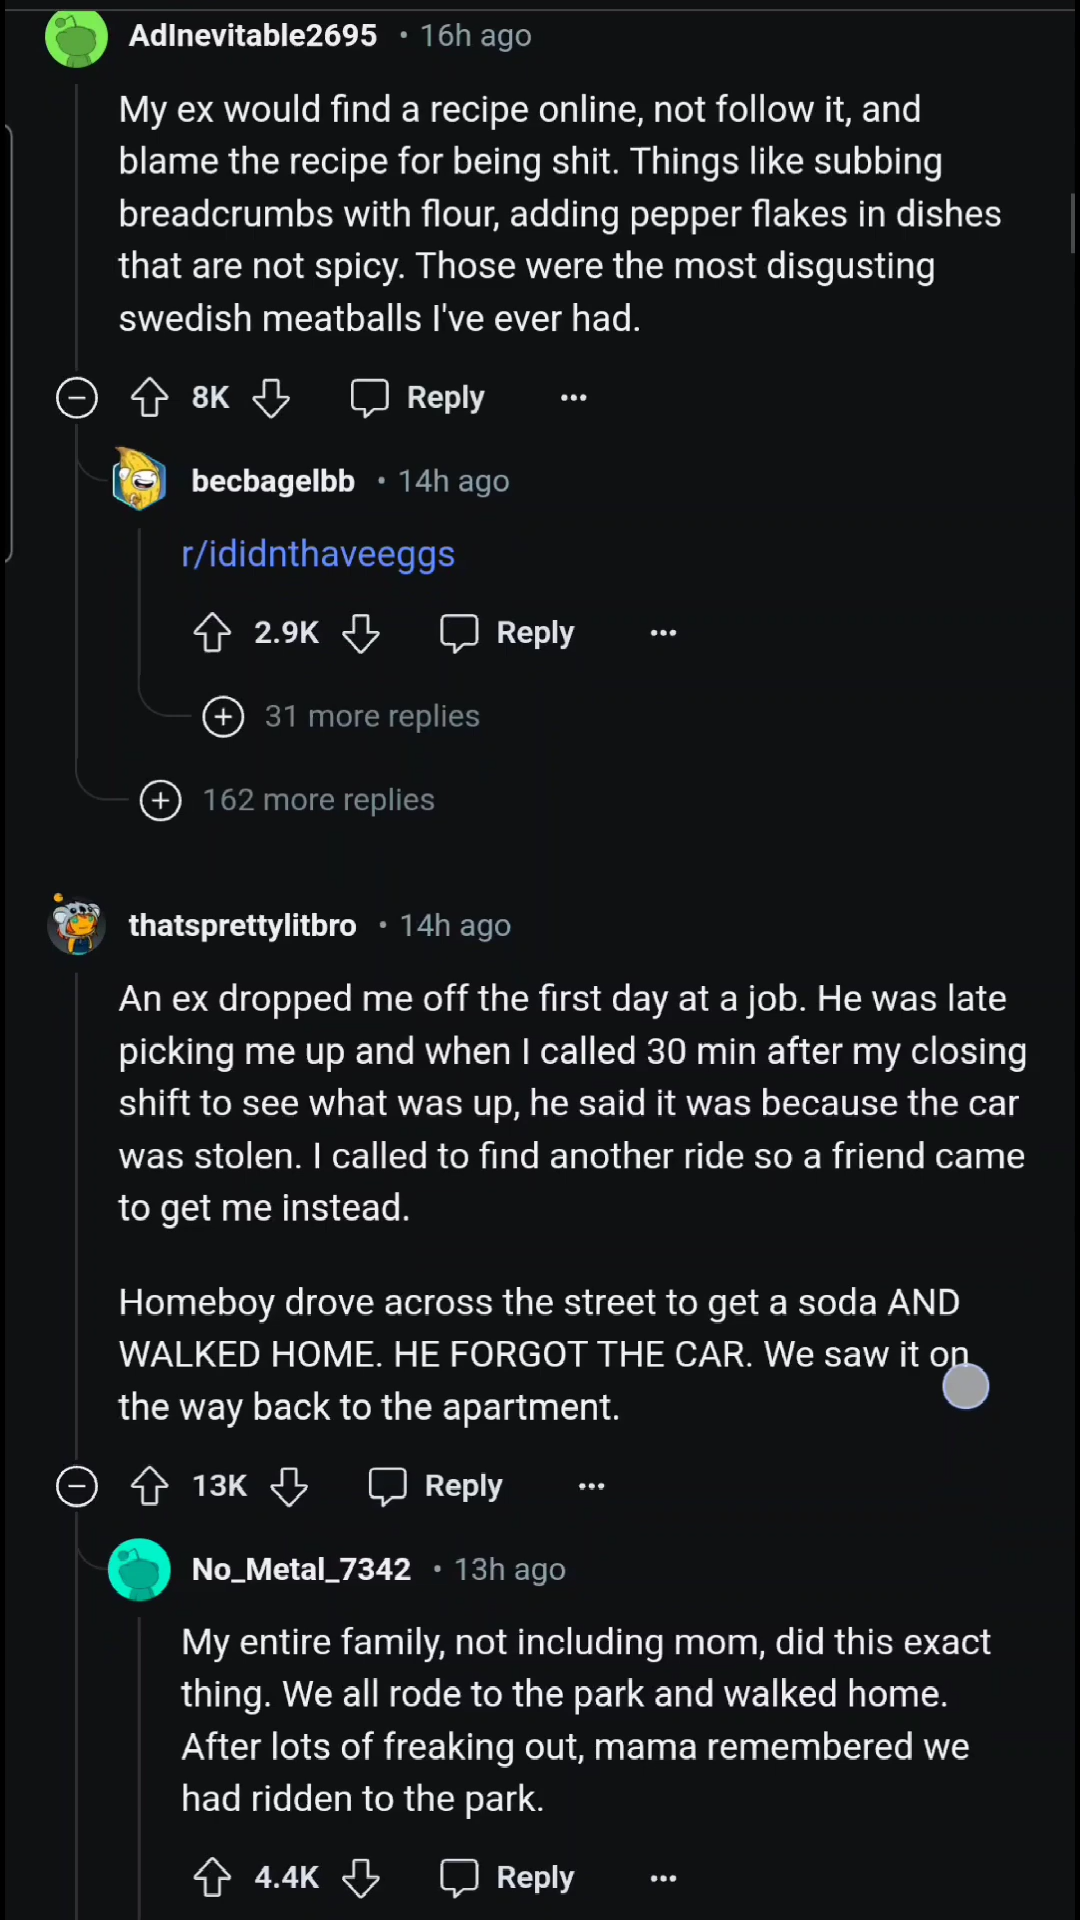 AdInevitable2695 • 16h ago
My ex would find a recipe online, not follow it, and
blame the recipe for being shit. Things like subbing
breadcrumbs with flour, adding pepper flakes in dishes
that are not spicy. Those were the most disgusting
swedish meatballs I've ever had.
8K Reply ...
becbagelbb • 14h ago
r/ididnthaveeggs
2.9K Reply ...
31 more replies
162 more replies
thatsprettylitbro • 14h ago
An ex dropped me off the first day at a job. He was late
picking me up and when I called 30 min after my closing
shift to see what was up, he said it was because the car
was stolen. I called to find another ride so a friend came
to get me instead.
Homeboy drove across the street to get a soda AND
WALKED HOME. HE FORGOT THE CAR. We saw it on
the way back to the apartment.
13K Reply ...
No_Metal_7342 • 13h ago
My entire family, not including mom, did this exact
thing. We all rode to the park and walked home.
After lots of freaking out, mama remembered we
had ridden to the park.
4.4K Reply ...